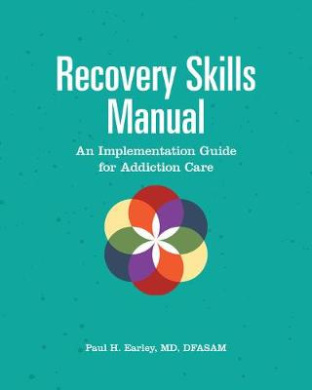 Recovery Skills
Manual
An Implementation Guide
for Addiction Care
Paul H. Earley, MD, DFASAM